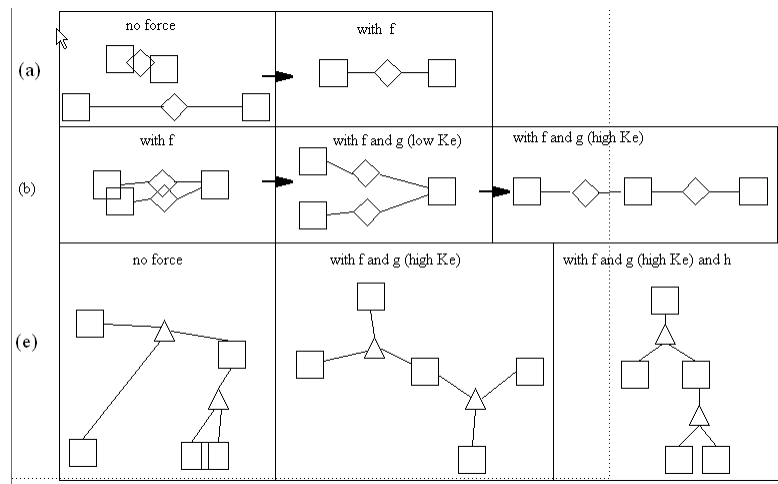 no force
with f
(a)
with f
with f and g (low Ke)
with f and g (high Ke)
(b)
no force
with f and g (high Ke)
with f and g (high Ke) and h
(e)